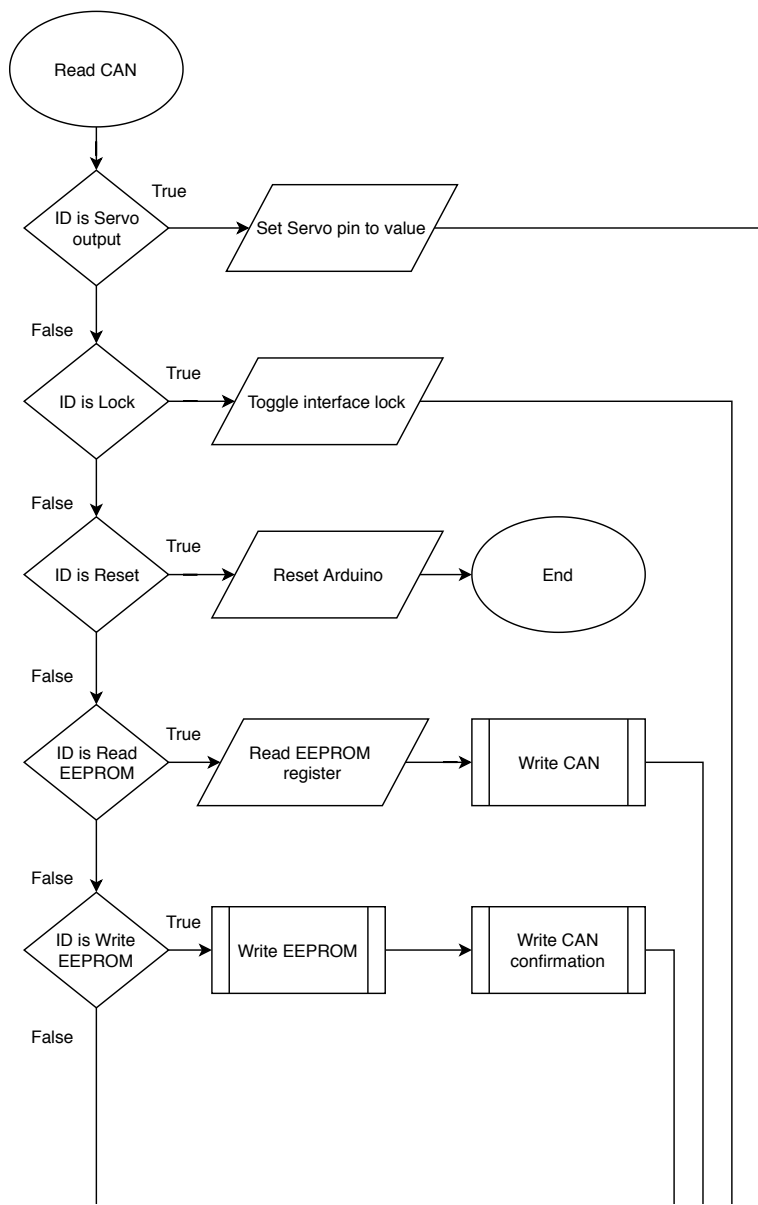 Read CAN
True
ID is Servo
output
Set Servo pin to value
False
True
ID is Lock
Toggle interface lock
False
True
ID is Reset
Reset Arduino
End
False
True
ID is Read
EEPROM
Read EEPROM
register
Write CAN
False
True
ID is Write
EEPROM
Write EEPROM
Write CAN
confirmation
False